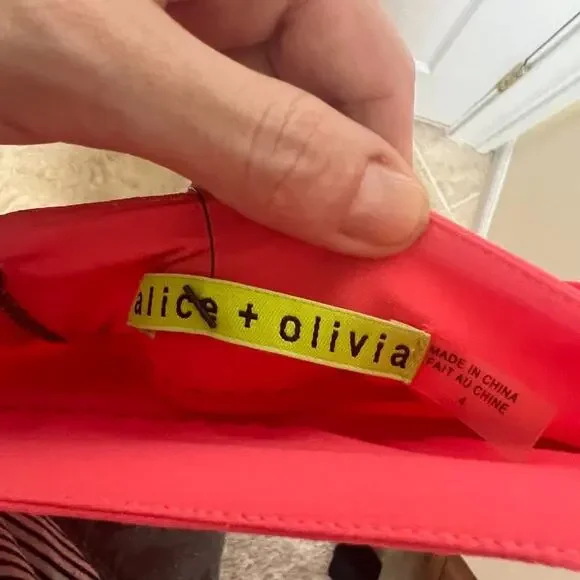 alice + olivia
MADE IN CHINA
FAIT AU CHINE
4